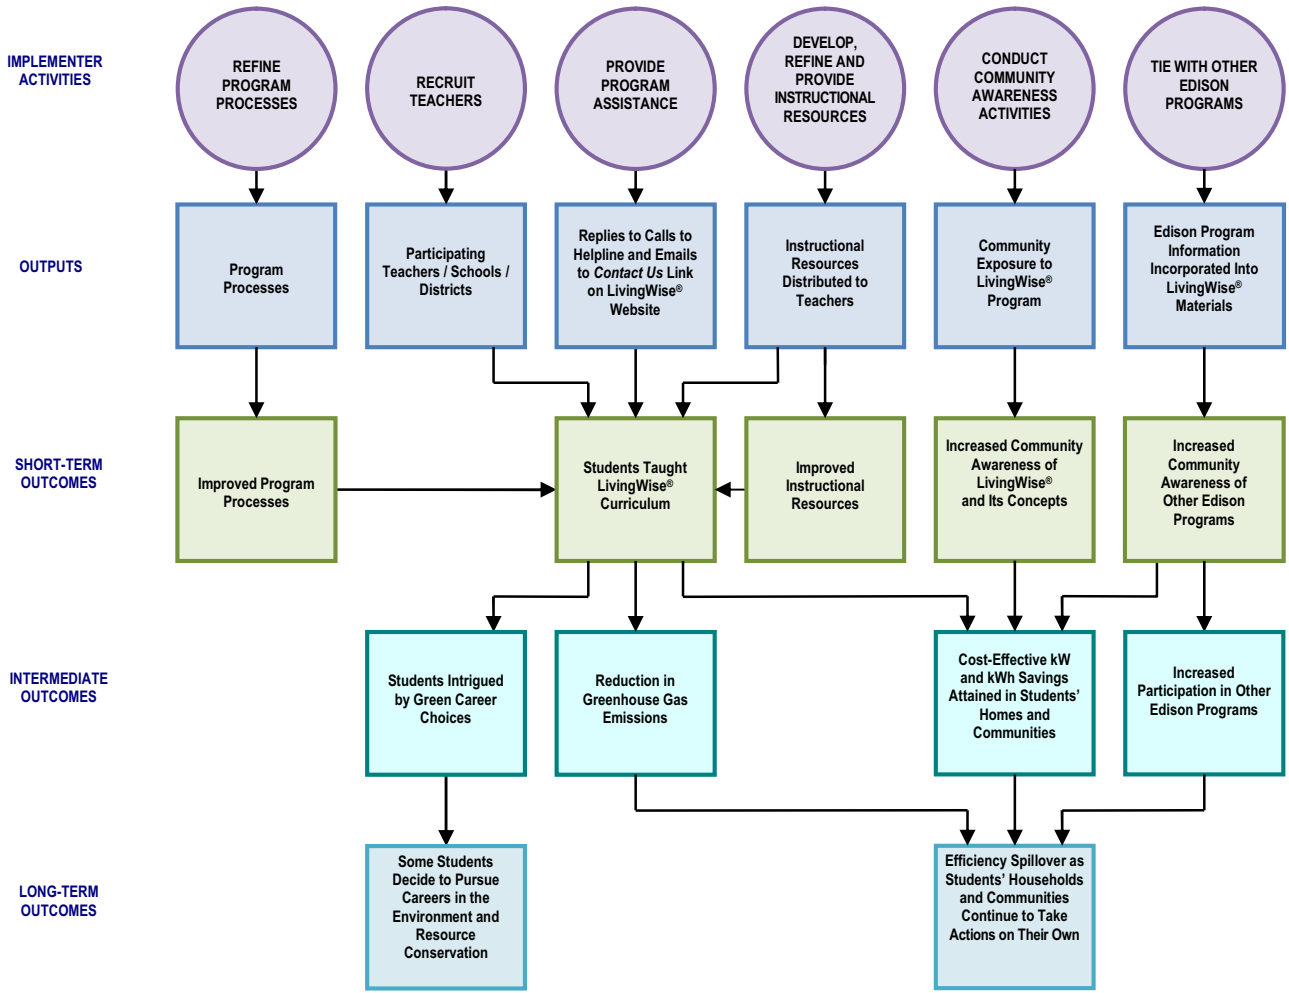 IMPLEMENTER
ACTIVITIES
REFINE
PROGRAM
PROCESSES
RECRUIT
TEACHERS
PROVIDE
PROGRAM
ASSISTANCE
DEVELOP,
REFINE AND
PROVIDE
INSTRUCTIONAL
RESOURCES
CONDUCT
COMMUNITY
AWARENESS
ACTIVITIES
TIE WITH OTHER
EDISON
PROGRAMS
OUTPUTS
Program
Processes
Participating
Teachers / Schools /
Districts
Replies to Calls to
Helpline and Emails
to Contact Us Link
on LivingWise®
Website
Instructional
Resources
Distributed to
Teachers
Community
Exposure to
LivingWise®
Program
Edison Program
Information
Incorporated Into
LivingWise®
Materials
SHORT-TERM
OUTCOMES
Improved Program
Processes
Students Taught
LivingWise®
Curriculum
Improved
Instructional
Resources
Increased Community
Awareness of
LivingWise®
and Its Concepts
Increased
Community
Awareness of
Other Edison
Programs
INTERMEDIATE
OUTCOMES
Students Intrigued
by Green Career
Choices
Reduction in
Greenhouse Gas
Emissions
Cost-Effective kW
and kWh Savings
Attained in Students’
Homes and
Communities
Increased
Participation in Other
Edison Programs
LONG-TERM
OUTCOMES
Some Students
Decide to Pursue
Careers in the
Environment and
Resource
Conservation
Efficiency Spillover as
Students’ Households
and Communities
Continue to Take
Actions on Their Own